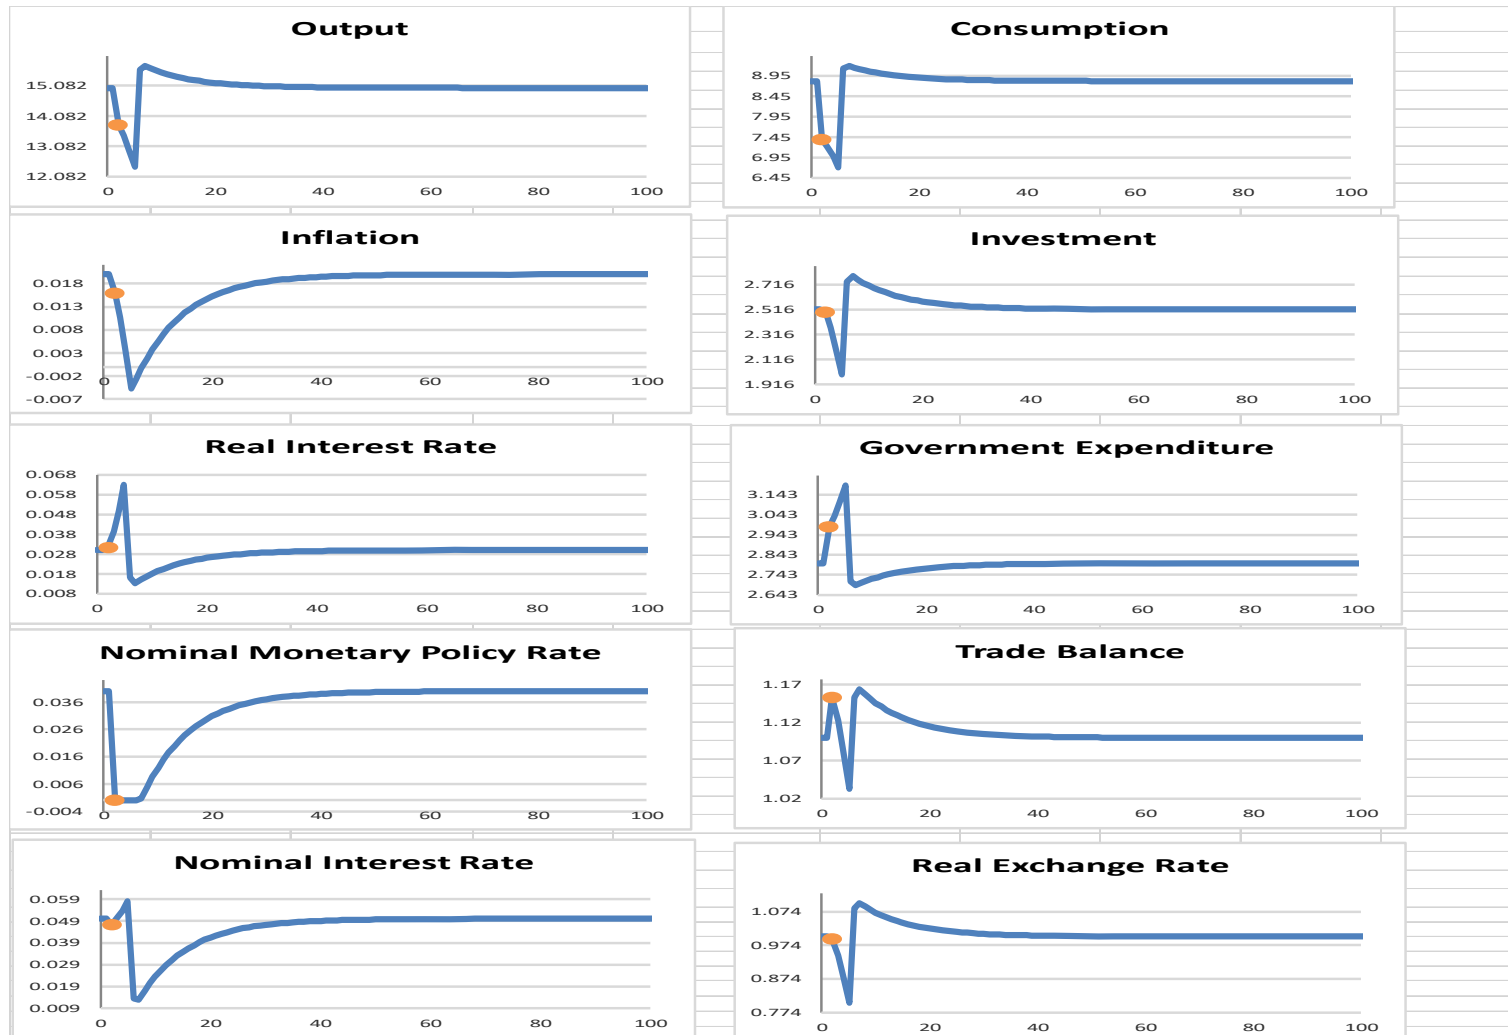 Output
15.082
14.082
13.082
12.082
0 20 40 60 80 100
Consumption
8.95
8.45
7.95
7.45
6.95
6.45
0 20 40 60 80 100
Inflation
0.018
0.013
0.008
0.003
-0.002
-0.007
0 20 40 60 80 100
Investment
2.716
2.516
2.316
2.116
1.916
0 20 40 60 80 100
Real Interest Rate
0.068
0.058
0.048
0.038
0.028
0.018
0.008
0 20 40 60 80 100
Government Expenditure
3.143
3.043
2.943
2.843
2.743
2.643
0 20 40 60 80 100
Nominal Monetary Policy Rate
0.036
0.026
0.016
0.006
-0.004
0 20 40 60 80 100
Trade Balance
1.17
1.12
1.07
1.02
0 20 40 60 80 100
Nominal Interest Rate
0.059
0.049
0.039
0.029
0.019
0.009
0 20 40 60 80 100
Real Exchange Rate
1.074
0.974
0.874
0.774
0 20 40 60 80 100